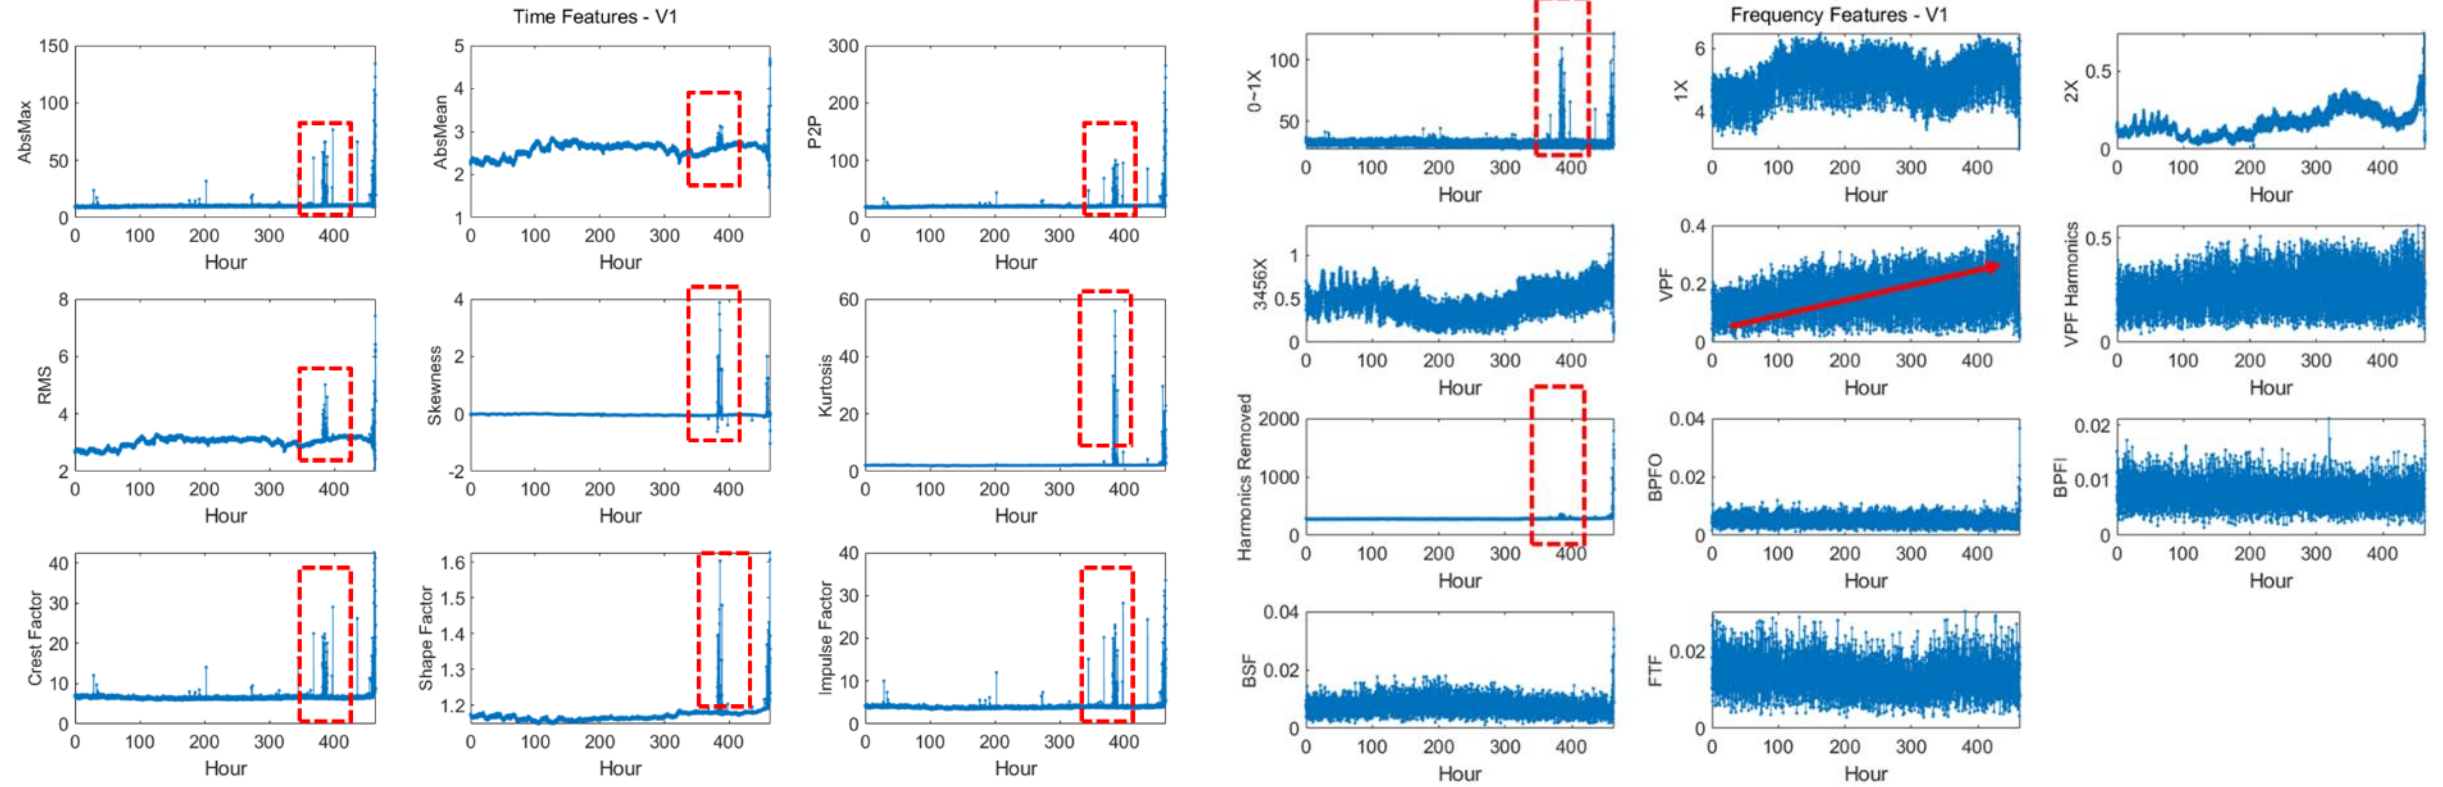 Time Features - V1
AbsMax
150
100
50
0
0 100 200 300 400
Hour
AbsMean
5
4
3
2
1
0 100 200 300 400
Hour
P2P
300
200
100
0
0 100 200 300 400
Hour
RMS
8
6
4
2
0 100 200 300 400
Hour
Skewness
4
2
0
-2
0 100 200 300 400
Hour
Kurtosis
60
40
20
0
0 100 200 300 400
Hour
Crest Factor
40
30
20
10
0
0 100 200 300 400
Hour
Shape Factor
1.6
1.5
1.4
1.3
1.2
0 100 200 300 400
Hour
Impulse Factor
40
30
20
10
0
0 100 200 300 400
Hour
Frequency Features - V1
0~1X
100
50
0 100 200 300 400
Hour
1X
6
4
0 100 200 300 400
Hour
2X
0.5
0
0 100 200 300 400
Hour
3456X
1
0.5
0
0 100 200 300 400
Hour
VPF
0.4
0.2
0
0 100 200 300 400
Hour
VPF Harmonics
0.5
0
0 100 200 300 400
Hour
Harmonics Removed
2000
1000
0
0 100 200 300 400
Hour
BPFO
0.04
0.02
0
0 100 200 300 400
Hour
BPFI
0.02
0.01
0
0 100 200 300 400
Hour
BSF
0.04
0.02
0
0 100 200 300 400
Hour
FTF
0.02
0
0 100 200 300 400
Hour